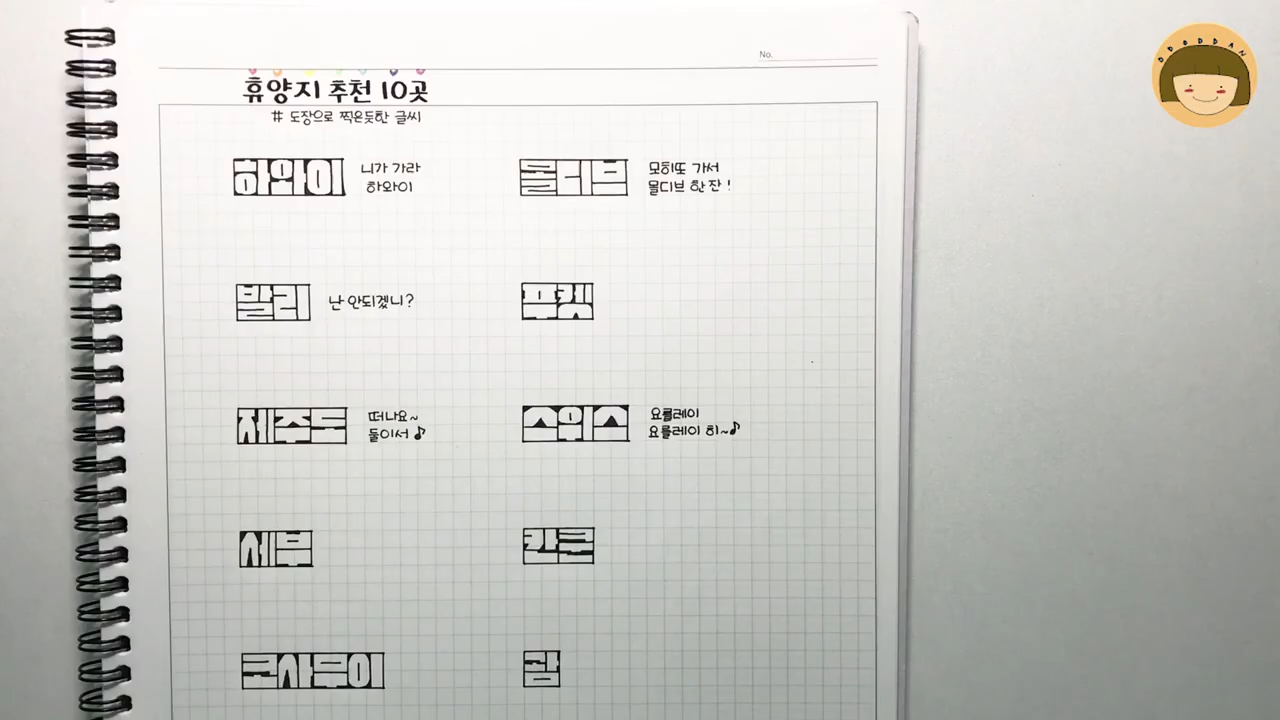 DDODDAN
No.
휴양지 추천 10곳
# 도장으로 찍은듯한 글씨
하와이
니가 가라
하와이
몰디브
모히또 가서
몰디브 한 잔 !
발리
난 안되겠니?
푸켓
제주도
떠나요~
둘이서 ♪
스위스
요를레이
요를레이 히~♪
세부
칸쿤
코사무이
괌